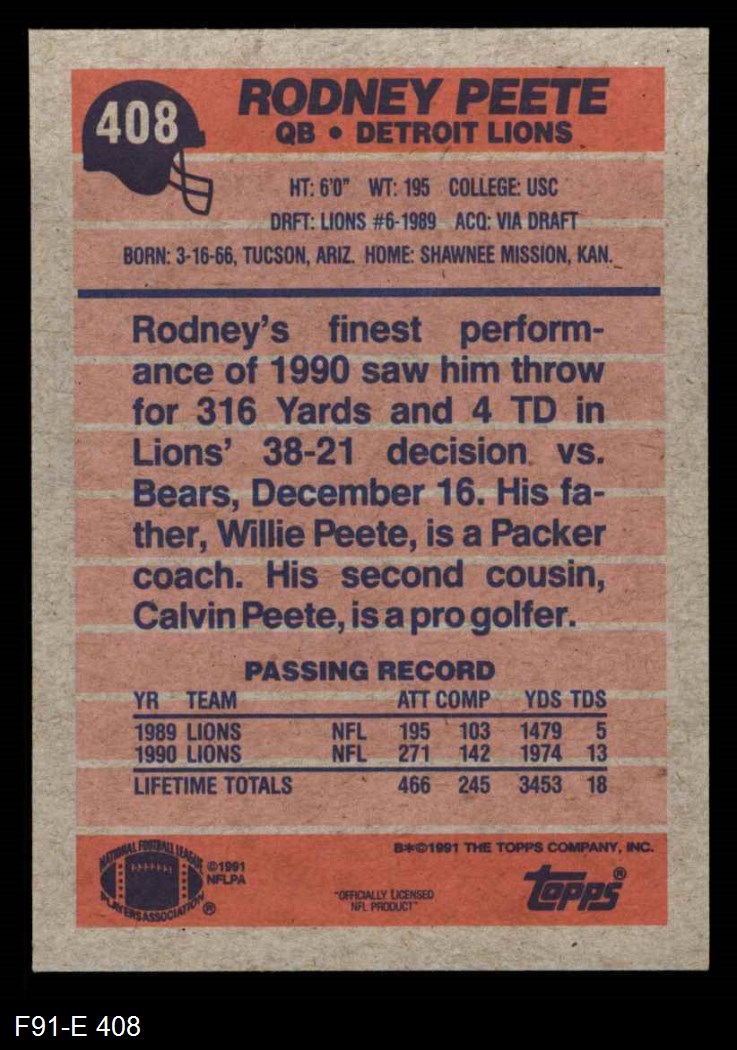 408
RODNEY PEETE
QB • DETROIT LIONS
HT: 6'0" WT: 195 COLLEGE: USC
DRFT: LIONS #6-1989 ACQ: VIA DRAFT
BORN: 3-16-66, TUCSON, ARIZ. HOME: SHAWNEE MISSION, KAN.
Rodney's finest perform-
ance of 1990 saw him throw
for 316 Yards and 4 TD in
Lions' 38-21 decision vs.
Bears, December 16. His fa-
ther, Willie Peete, is a Packer
coach. His second cousin,
Calvin Peete, is a pro golfer.
PASSING RECORD
YR TEAM ATT COMP YDS TDS
1989 LIONS NFL 195 103 1479 5
1990 LIONS NFL 271 142 1974 13
LIFETIME TOTALS 466 245 3453 18
NATIONAL FOOTBALL LEAGUE
PLAYERS ASSOCIATION ®
©1991
NFLPA
"OFFICIALLY LICENSED
NFL PRODUCT"
B*©1991 THE TOPPS COMPANY, INC.
topps®
F91-E 408